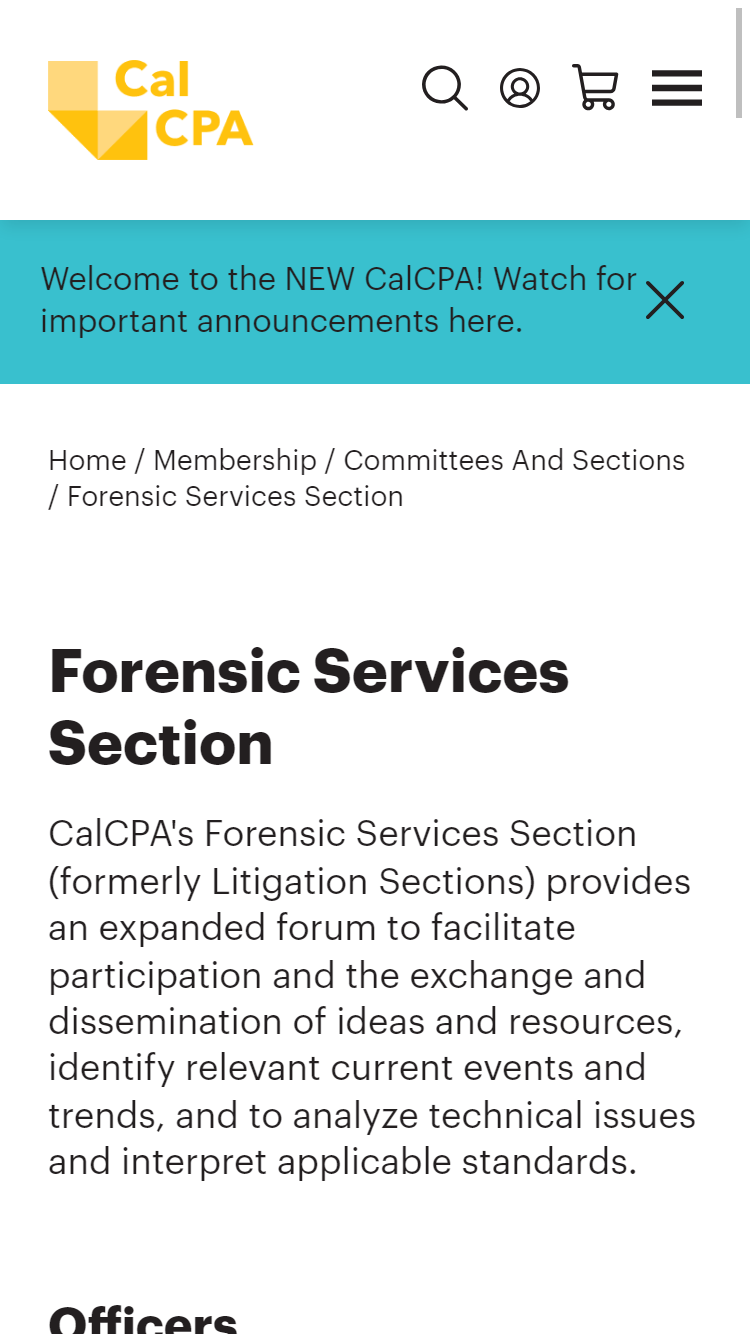 Cal
CPA
Welcome to the NEW CalCPA! Watch for
important announcements here.
Home / Membership / Committees And Sections
/ Forensic Services Section
Forensic Services
Section
CalCPA's Forensic Services Section
(formerly Litigation Sections) provides
an expanded forum to facilitate
participation and the exchange and
dissemination of ideas and resources,
identify relevant current events and
trends, and to analyze technical issues
and interpret applicable standards.
Officers